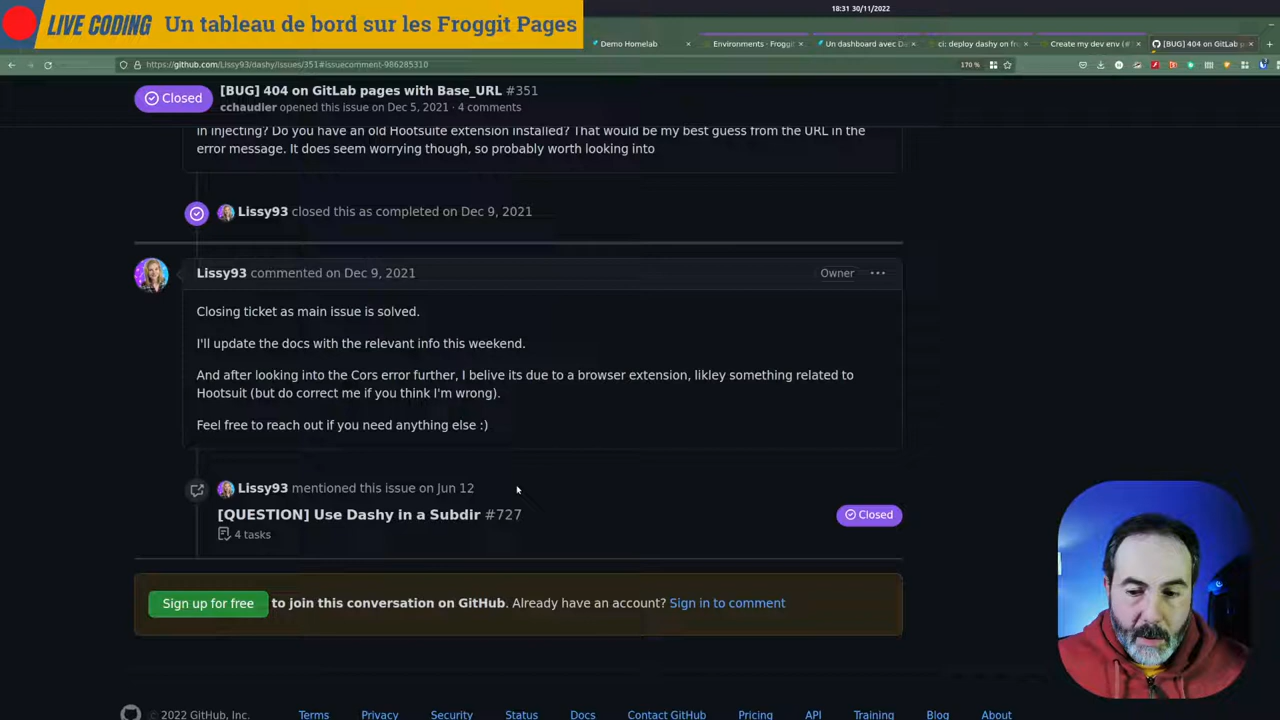 18:31 30/11/2022
LIVE CODING Un tableau de bord sur les Froggit Pages
Demo Homelab Environments · Froggit Un dashboard avec Da ci: deploy dashy on fr Create my dev env (# [BUG] 404 on GitLab p
https://github.com/Lissy93/dashy/issues/351#issuecomment-986285310 170 %
Closed [BUG] 404 on GitLab pages with Base_URL #351
cchaudier opened this issue on Dec 5, 2021 · 4 comments
in injecting? Do you have an old Hootsuite extension installed? That would be my best guess from the URL in the
error message. It does seem worrying though, so probably worth looking into
Lissy93 closed this as completed on Dec 9, 2021
Lissy93 commented on Dec 9, 2021 Owner
Closing ticket as main issue is solved.
I'll update the docs with the relevant info this weekend.
And after looking into the Cors error further, I belive its due to a browser extension, likley something related to
Hootsuit (but do correct me if you think I'm wrong).
Feel free to reach out if you need anything else :)
Lissy93 mentioned this issue on Jun 12
[QUESTION] Use Dashy in a Subdir #727 Closed
4 tasks
Sign up for free to join this conversation on GitHub. Already have an account? Sign in to comment
© 2022 GitHub, Inc. Terms Privacy Security Status Docs Contact GitHub Pricing API Training Blog About